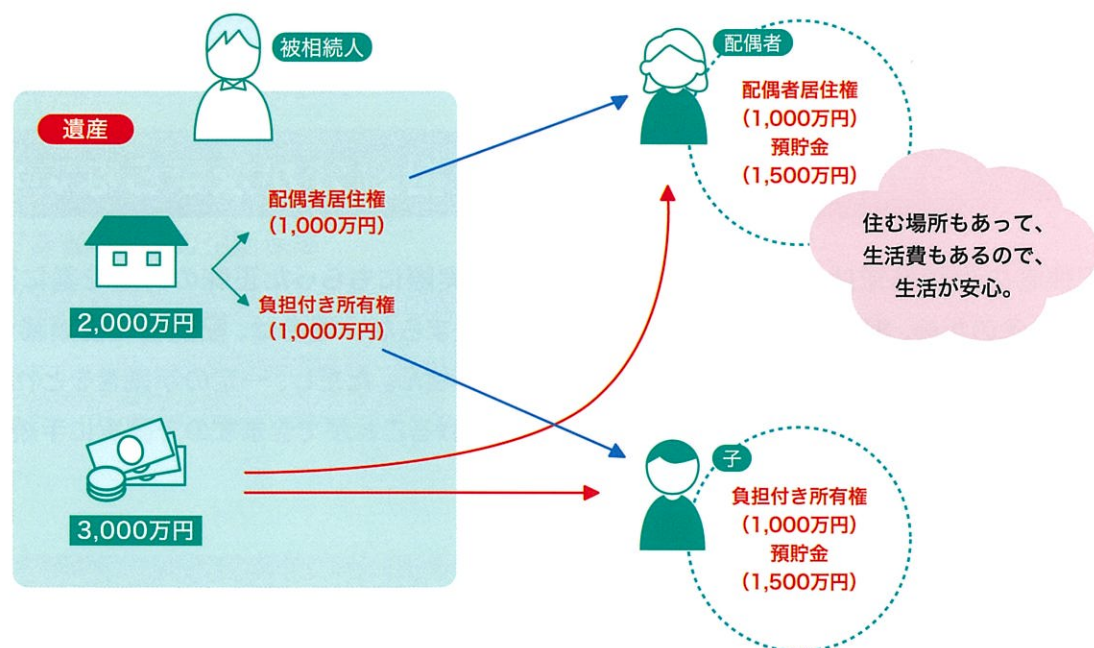 被相続人
遺産
配偶者居住権
(1,000万円)
2,000万円
負担付き所有権
(1,000万円)
3,000万円
配偶者
配偶者居住権
(1,000万円)
預貯金
(1,500万円)
住む場所もあって、
生活費もあるので、
生活が安心。
子
負担付き所有権
(1,000万円)
預貯金
(1,500万円)